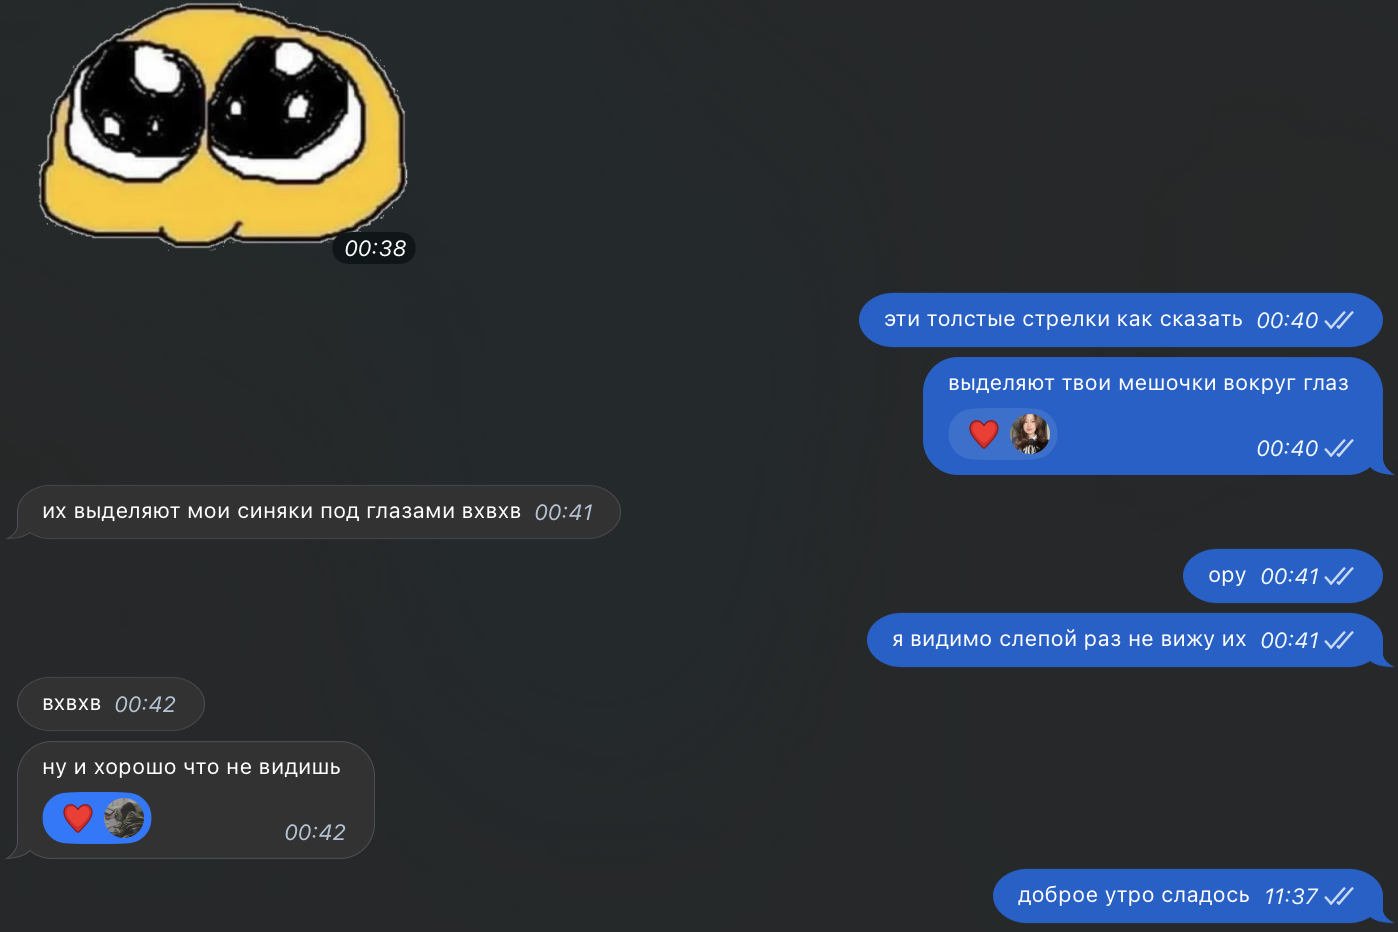 00:38
эти толстые стрелки как сказать 00:40
выделяют твои мешочки вокруг глаз
00:40
их выделяют мои синяки под глазами вхвхв 00:41
ору 00:41
я видимо слепой раз не вижу их 00:41
вхвхв 00:42
ну и хорошо что не видишь
00:42
доброе утро сладось 11:37